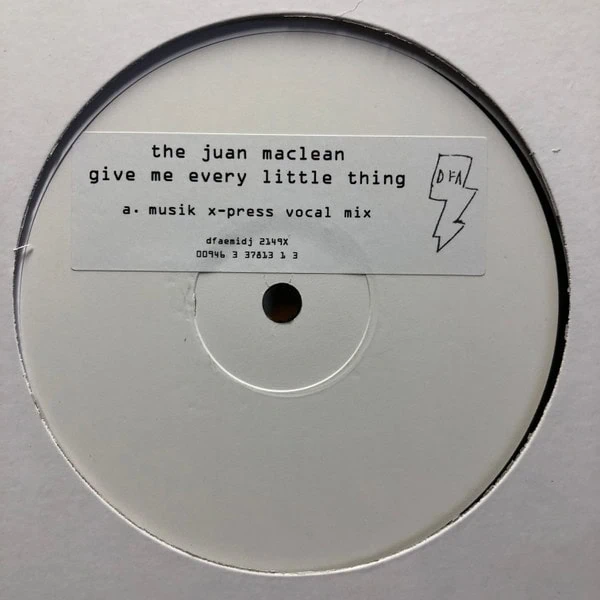 the juan maclean
give me every little thing
DFA
a. musik x-press vocal mix
dfaemidj 2149X
00946 3 37813 1 3